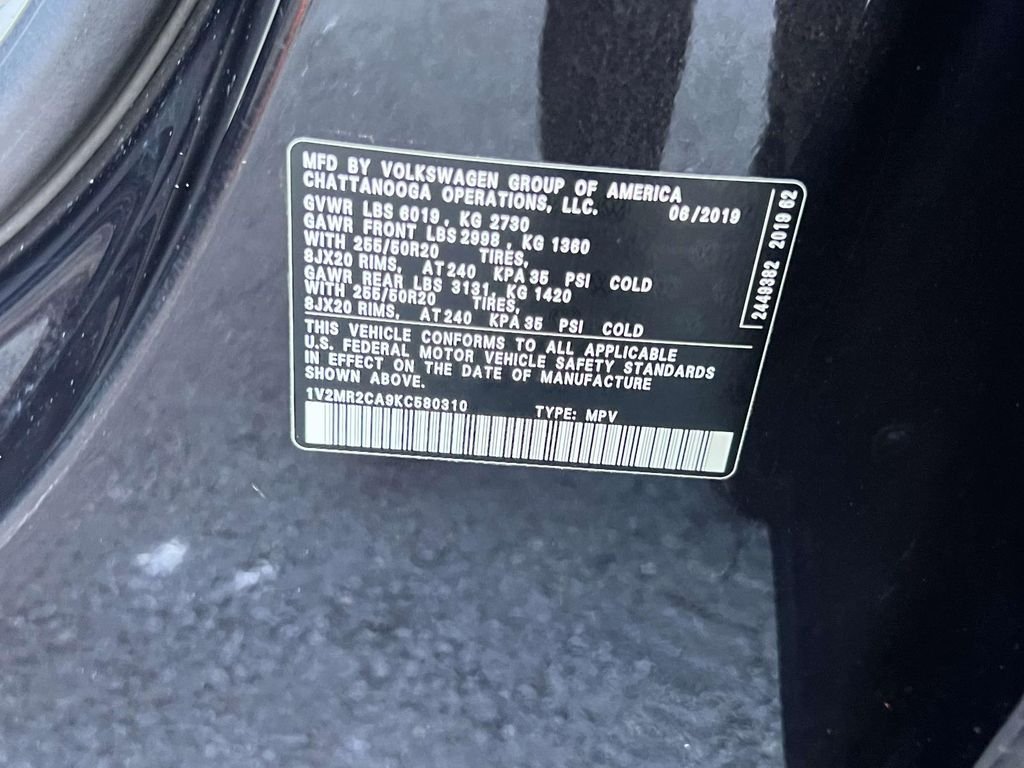 MFD BY VOLKSWAGEN GROUP OF AMERICA
CHATTANOOGA OPERATIONS, LLC. 06/2019
GVWR LBS 6019, KG 2730
GAWR FRONT LBS 2998, KG 1360
WITH 255/50R20 TIRES,
8JX20 RIMS, AT 240 KPA 35 PSI COLD
GAWR REAR LBS 3131, KG 1420
WITH 255/50R20 TIRES,
8JX20 RIMS, AT 240 KPA 35 PSI COLD
THIS VEHICLE CONFORMS TO ALL APPLICABLE
U.S. FEDERAL MOTOR VEHICLE SAFETY STANDARDS
IN EFFECT ON THE DATE OF MANUFACTURE
SHOWN ABOVE.
1V2MR2CA9KC580310 TYPE: MPV
2449382 2019 62